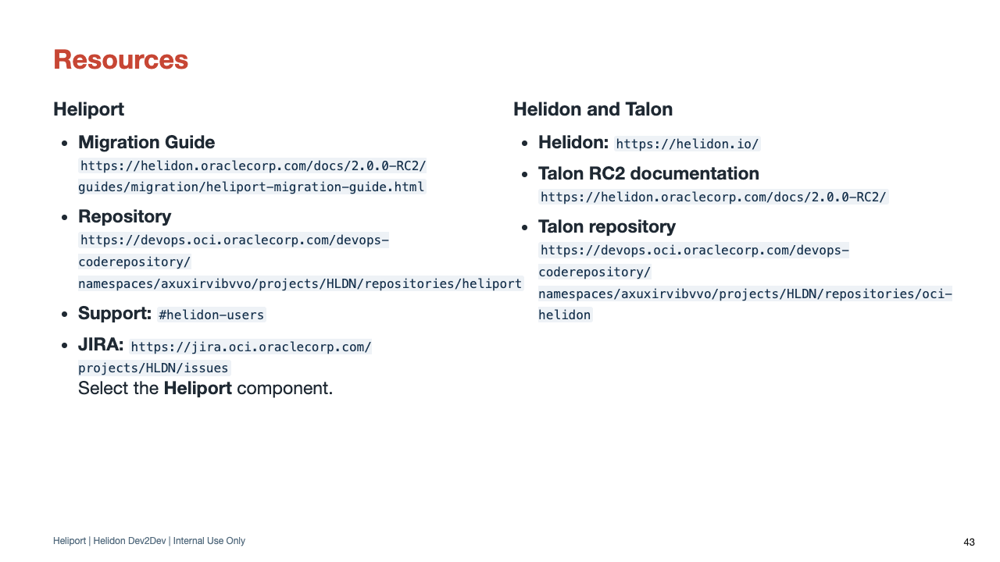 Resources
Heliport
• Migration Guide
https://helidon.oraclecorp.com/docs/2.0.0-RC2/
guides/migration/heliport-migration-guide.html
• Repository
https://devops.oci.oraclecorp.com/devops-
coderepository/
namespaces/axuxirvibvvo/projects/HLDN/repositories/heliport
• Support: #helidon-users
• JIRA: https://jira.oci.oraclecorp.com/
projects/HLDN/issues
Select the Heliport component.
Helidon and Talon
• Helidon: https://helidon.io/
• Talon RC2 documentation
https://helidon.oraclecorp.com/docs/2.0.0-RC2/
• Talon repository
https://devops.oci.oraclecorp.com/devops-
coderepository/
namespaces/axuxirvibvvo/projects/HLDN/repositories/oci-
helidon
Heliport | Helidon Dev2Dev | Internal Use Only
43